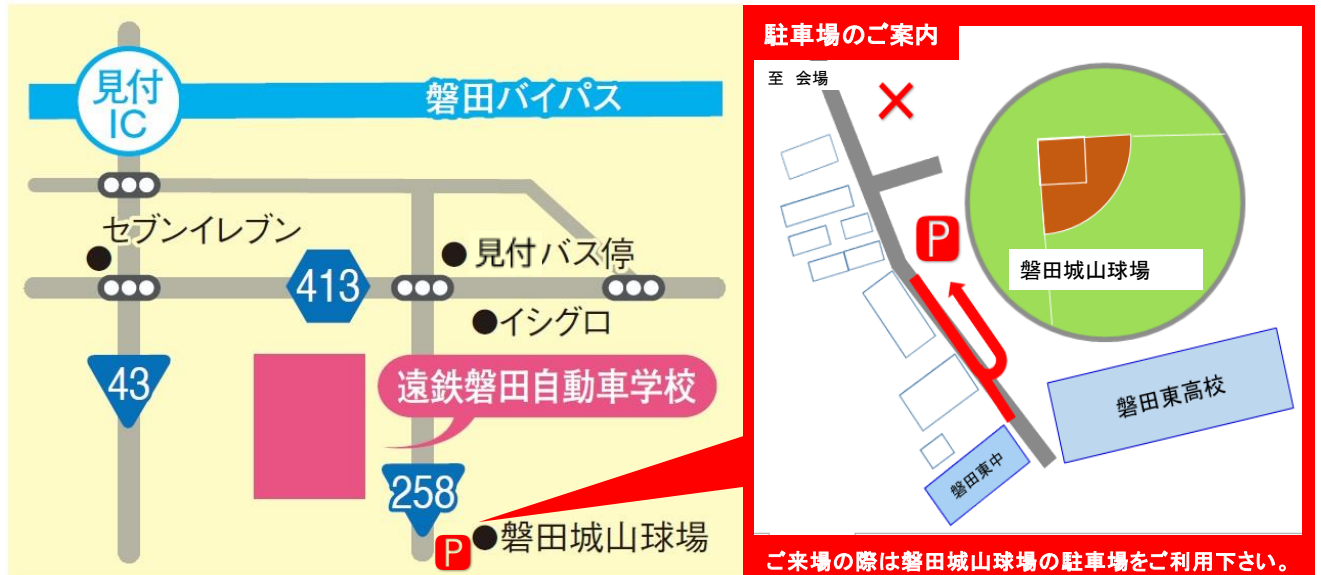 見付
IC
磐田バイパス
セブンイレブン
413
見付バス停
イシグロ
43
遠鉄磐田自動車学校
258
P
磐田城山球場
駐車場のご案内
至 会場
P
磐田城山球場
磐田東高校
磐田東中
ご来場の際は磐田城山球場の駐車場をご利用下さい。